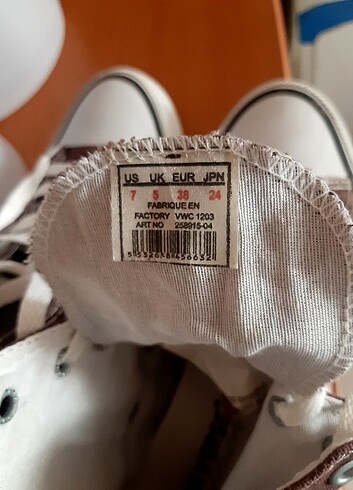 US UK EUR JPN
7 5 38 24
FABRIQUE EN
FACTORY VWC 1203
ART NO 258915-04